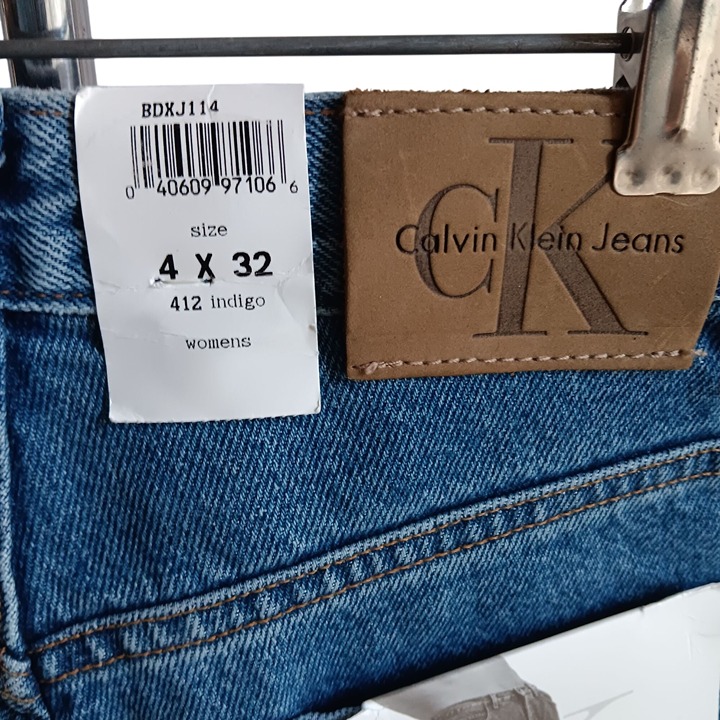 BDXJ114
0 40609 97106 6
size
4 X 32
412 indigo
womens
CK
Calvin Klein Jeans